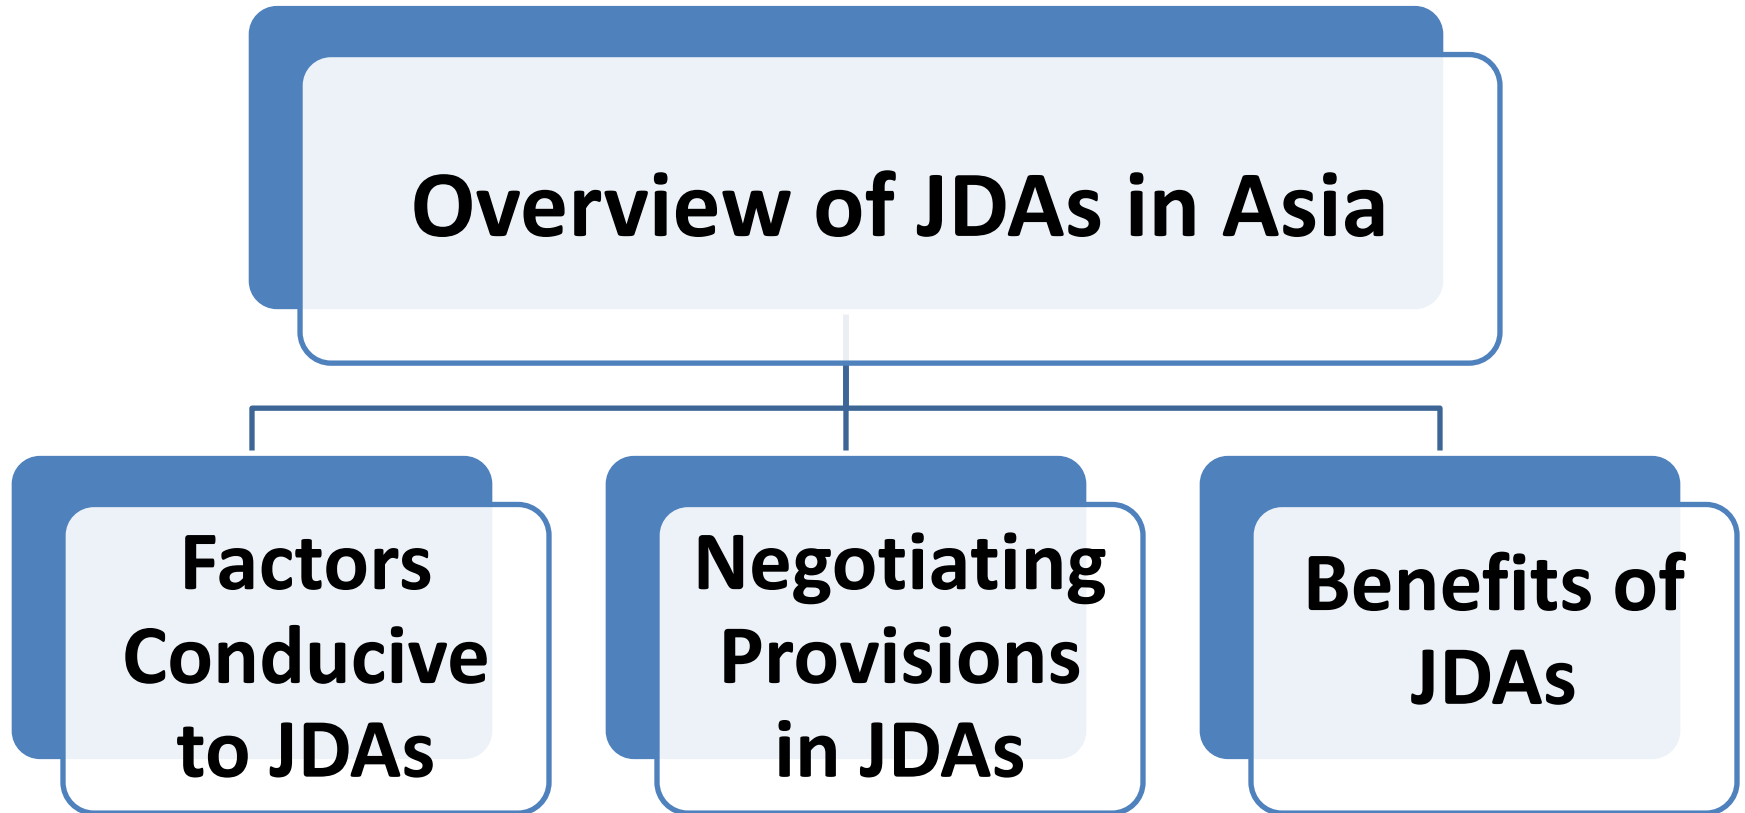 Overview of JDAs in Asia
Factors
Conducive
to JDAs
Negotiating
Provisions
in JDAs
Benefits of
JDAs